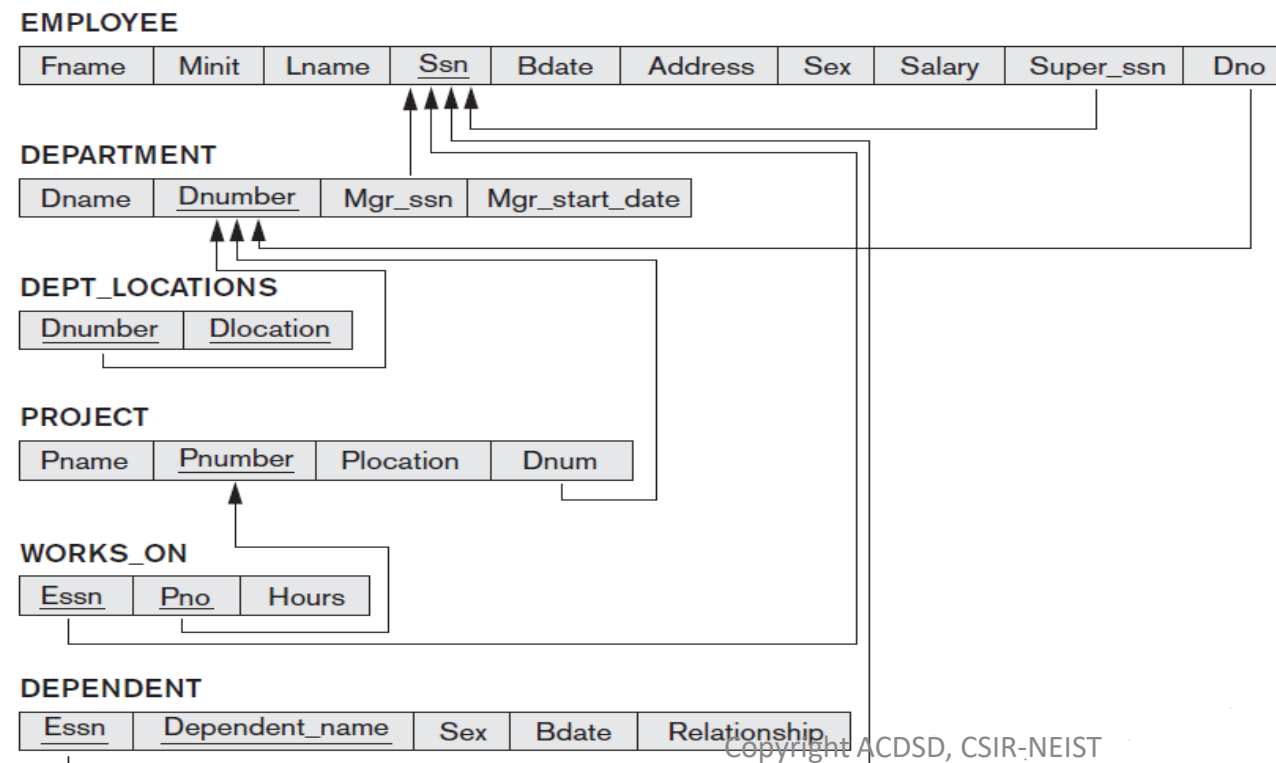 EMPLOYEE
Fname Minit Lname Ssn Bdate Address Sex Salary Super_ssn Dno
DEPARTMENT
Dname Dnumber Mgr_ssn Mgr_start_date
DEPT_LOCATIONS
Dnumber Dlocation
PROJECT
Pname Pnumber Plocation Dnum
WORKS_ON
Essn Pno Hours
DEPENDENT
Essn Dependent_name Sex Bdate Relationship
Copyright ACDSD, CSIR-NEIST